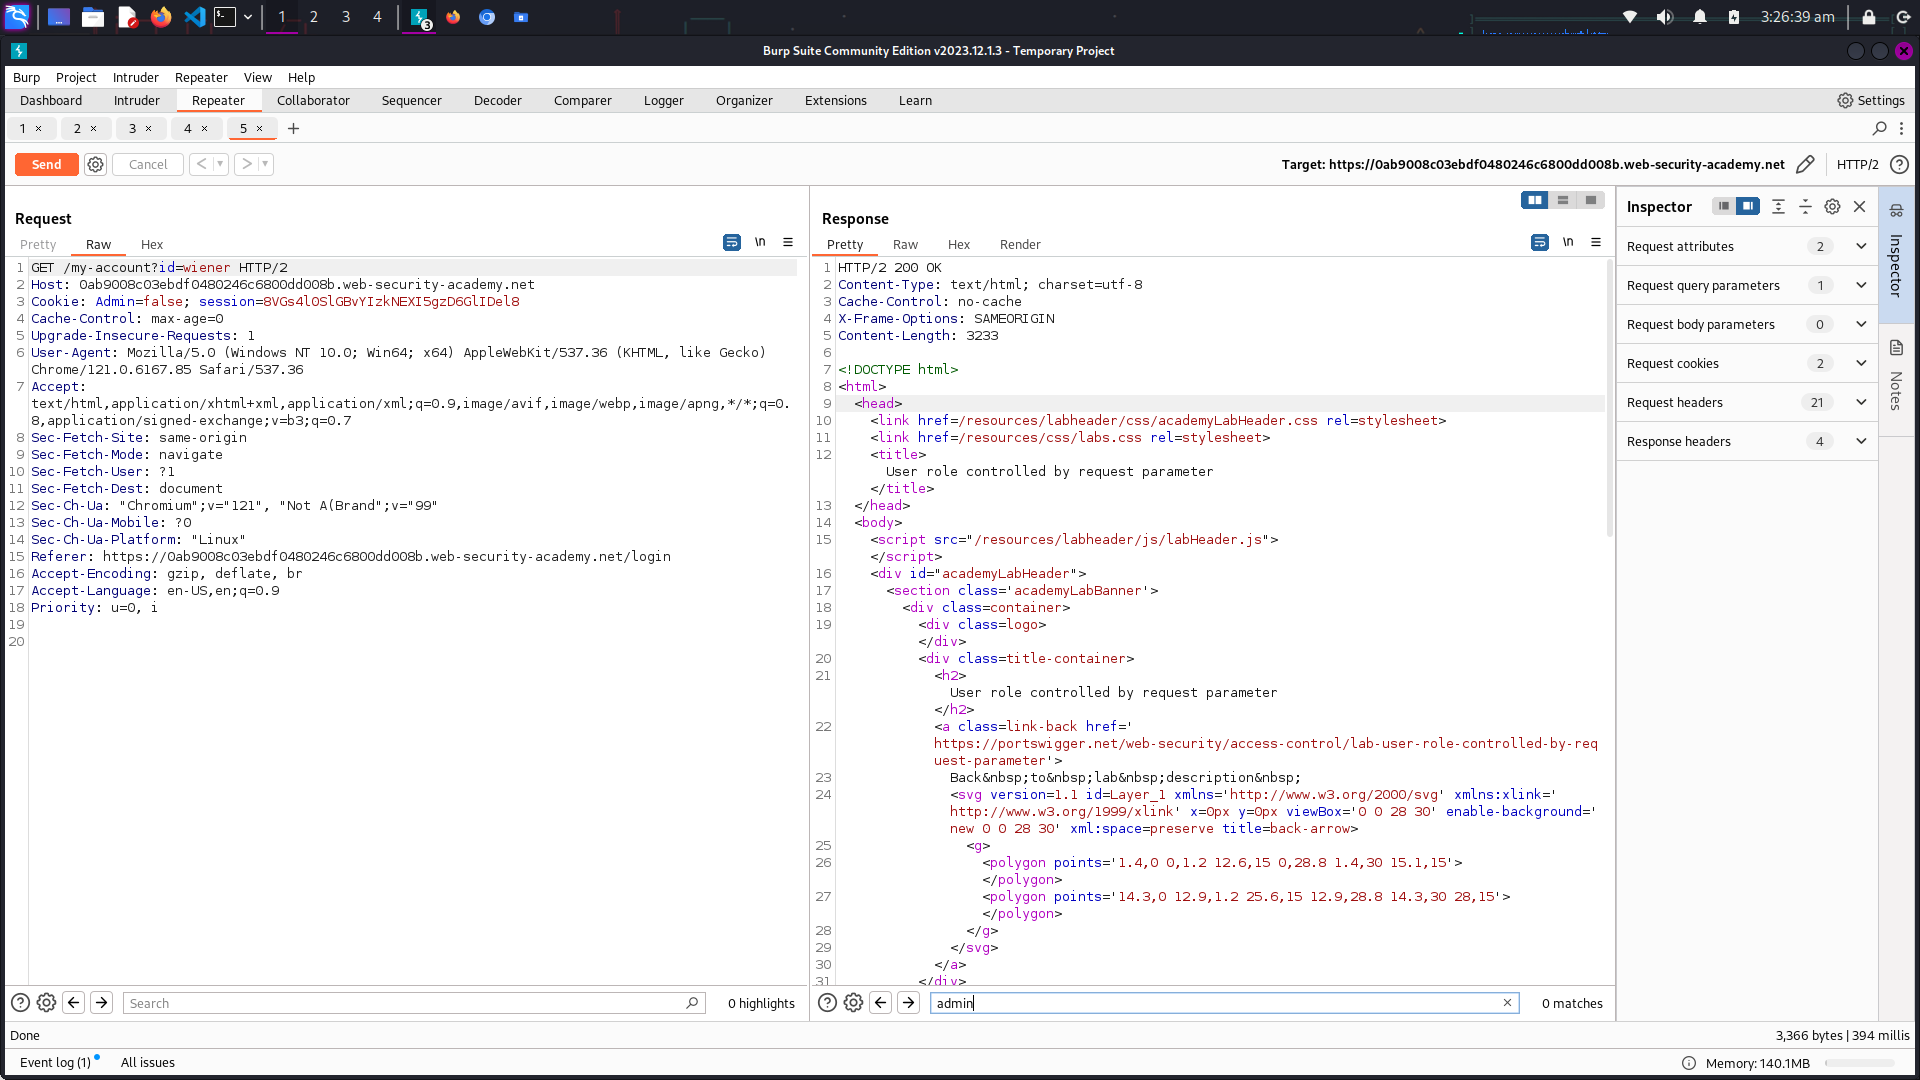 1 2 3 4 3 3:26:39 am
Burp Suite Community Edition v2023.12.1.3 - Temporary Project
Burp Project Intruder Repeater View Help
Dashboard Intruder Repeater Collaborator Sequencer Decoder Comparer Logger Organizer Extensions Learn Settings
1 × 2 × 3 × 4 × 5 × +
Send Cancel < > Target: https://0ab9008c03ebdf0480246c6800dd008b.web-security-academy.net HTTP/2
Request
Pretty Raw Hex \n
1 GET /my-account?id=wiener HTTP/2
2 Host: 0ab9008c03ebdf0480246c6800dd008b.web-security-academy.net
3 Cookie: Admin=false; session=8VGs4l0SlGBvYIzkNEXI5gzD6GlIDel8
4 Cache-Control: max-age=0
5 Upgrade-Insecure-Requests: 1
6 User-Agent: Mozilla/5.0 (Windows NT 10.0; Win64; x64) AppleWebKit/537.36 (KHTML, like Gecko)
Chrome/121.0.6167.85 Safari/537.36
7 Accept:
text/html,application/xhtml+xml,application/xml;q=0.9,image/avif,image/webp,image/apng,*/*;q=0.
8,application/signed-exchange;v=b3;q=0.7
8 Sec-Fetch-Site: same-origin
9 Sec-Fetch-Mode: navigate
10 Sec-Fetch-User: ?1
11 Sec-Fetch-Dest: document
12 Sec-Ch-Ua: "Chromium";v="121", "Not A(Brand";v="99"
13 Sec-Ch-Ua-Mobile: ?0
14 Sec-Ch-Ua-Platform: "Linux"
15 Referer: https://0ab9008c03ebdf0480246c6800dd008b.web-security-academy.net/login
16 Accept-Encoding: gzip, deflate, br
17 Accept-Language: en-US,en;q=0.9
18 Priority: u=0, i
19
20
Search 0 highlights
Response
Pretty Raw Hex Render \n
1 HTTP/2 200 OK
2 Content-Type: text/html; charset=utf-8
3 Cache-Control: no-cache
4 X-Frame-Options: SAMEORIGIN
5 Content-Length: 3233
6
7 <!DOCTYPE html>
8 <html>
9 <head>
10 <link href=/resources/labheader/css/academyLabHeader.css rel=stylesheet>
11 <link href=/resources/css/labs.css rel=stylesheet>
12 <title>
User role controlled by request parameter
</title>
13 </head>
14 <body>
15 <script src="/resources/labheader/js/labHeader.js">
</script>
16 <div id="academyLabHeader">
17 <section class='academyLabBanner'>
18 <div class=container>
19 <div class=logo>
</div>
20 <div class=title-container>
21 <h2>
User role controlled by request parameter
</h2>
22 <a class=link-back href='
https://portswigger.net/web-security/access-control/lab-user-role-controlled-by-req
uest-parameter'>
23 Back&nbsp;to&nbsp;lab&nbsp;description&nbsp;
24 <svg version=1.1 id=Layer_1 xmlns='http://www.w3.org/2000/svg' xmlns:xlink='
http://www.w3.org/1999/xlink' x=0px y=0px viewBox='0 0 28 30' enable-background='
new 0 0 28 30' xml:space=preserve title=back-arrow>
25 <g>
26 <polygon points='1.4,0 0,1.2 12.6,15 0,28.8 1.4,30 15.1,15'>
</polygon>
27 <polygon points='14.3,0 12.9,1.2 25.6,15 12.9,28.8 14.3,30 28,15'>
</polygon>
28 </g>
29 </svg>
30 </a>
31 </div>
admin × 0 matches
Inspector
Request attributes 2
Request query parameters 1
Request body parameters 0
Request cookies 2
Request headers 21
Response headers 4
Inspector
Notes
Done 3,366 bytes | 394 millis
Event log (1) All issues Memory: 140.1MB